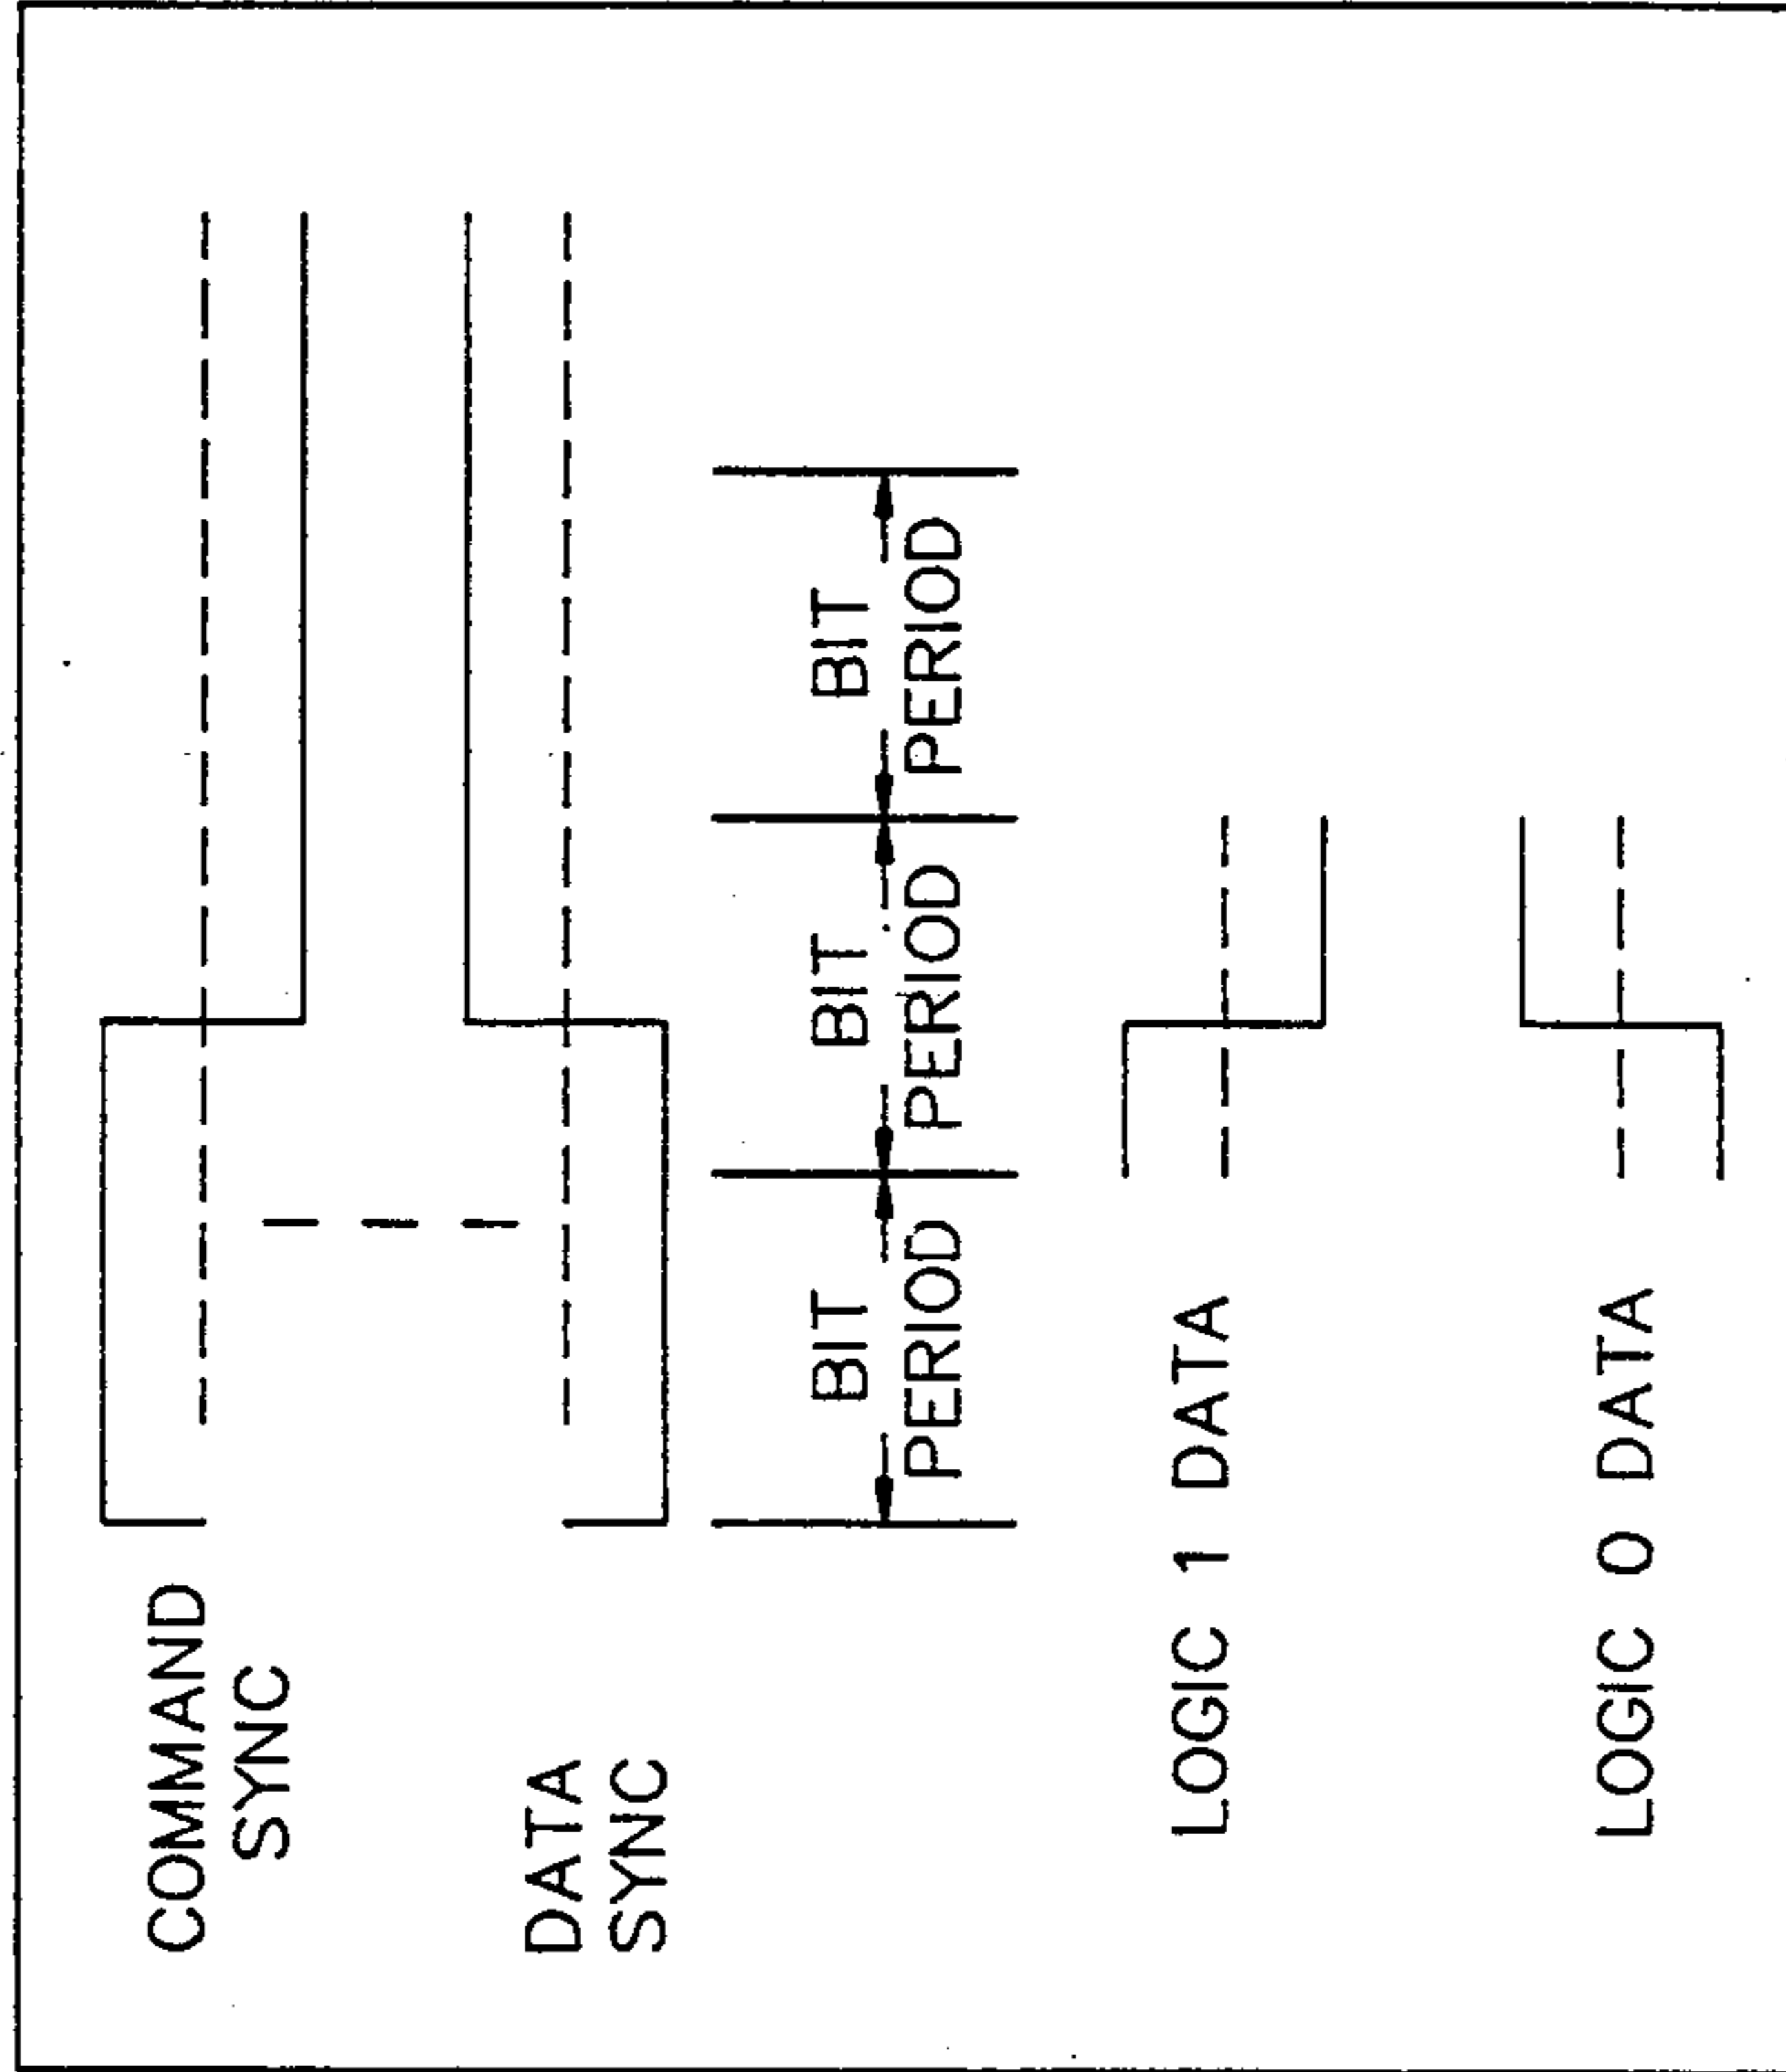 COMMAND
SYNC
DATA
SYNC
BIT
PERIOD
BIT
PERIOD
BIT
PERIOD
LOGIC 1 DATA
LOGIC 0 DATA